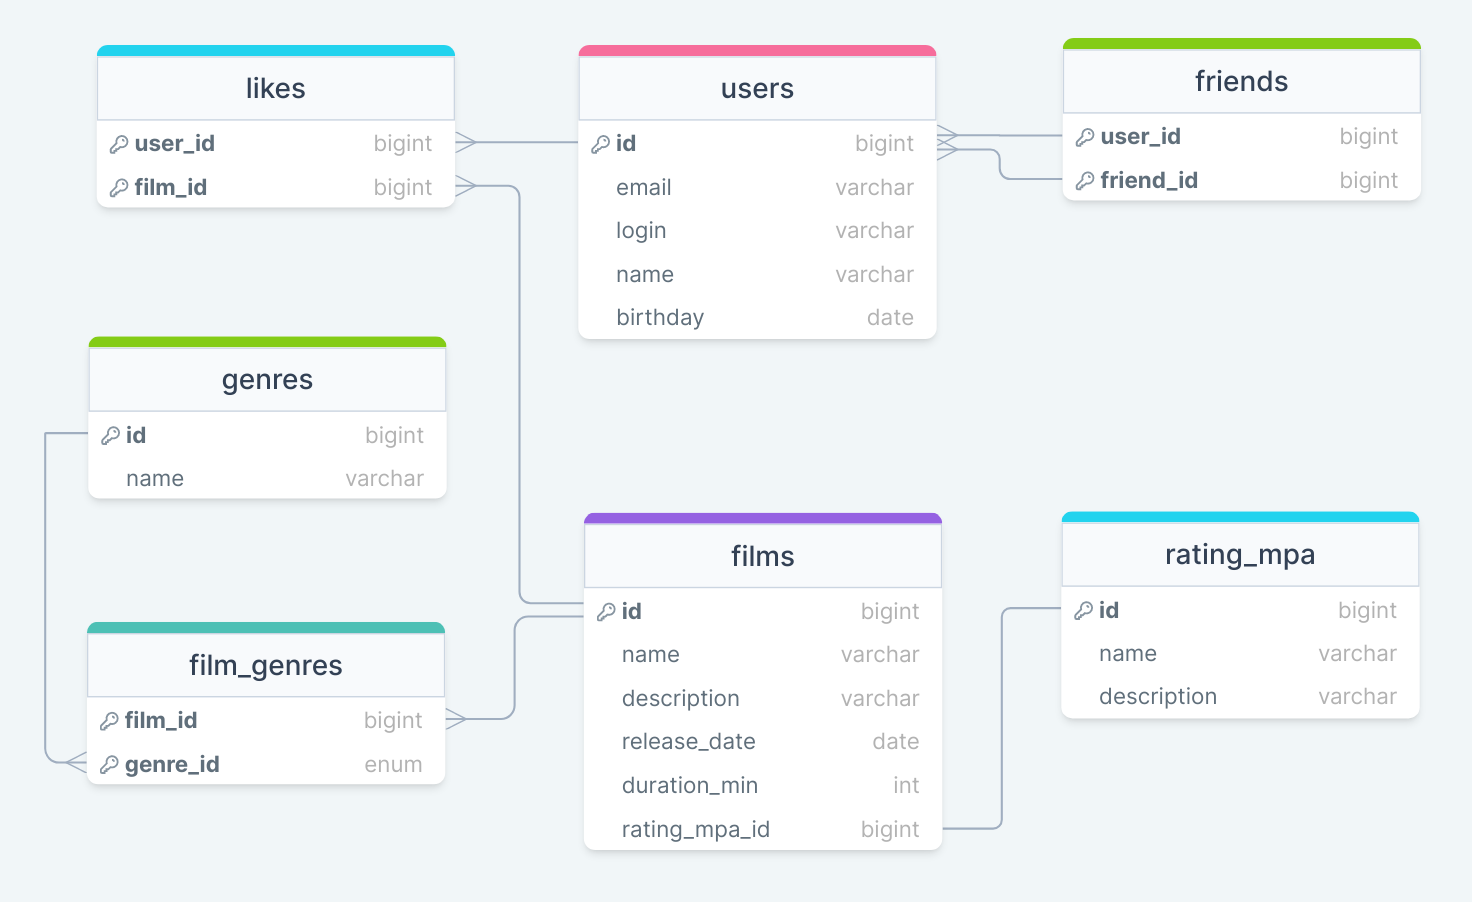 likes
user_id bigint
film_id bigint
users
id bigint
email varchar
login varchar
name varchar
birthday date
friends
user_id bigint
friend_id bigint
genres
id bigint
name varchar
film_genres
film_id bigint
genre_id enum
films
id bigint
name varchar
description varchar
release_date date
duration_min int
rating_mpa_id bigint
rating_mpa
id bigint
name varchar
description varchar